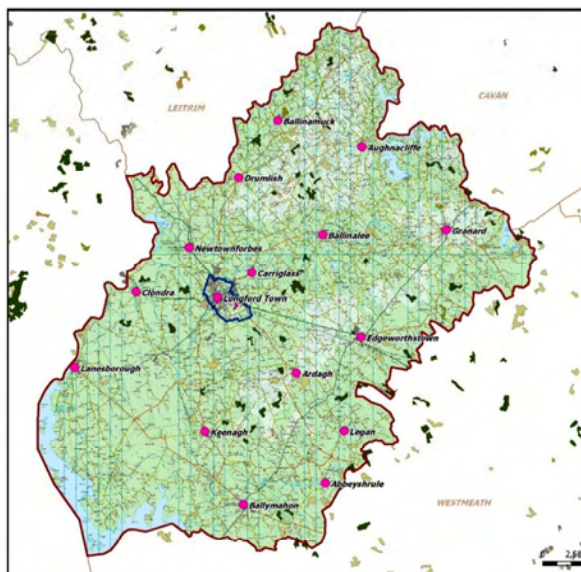 CAVAN
LEITRIM
Ballinamuck
Aughnacliffe
Drumlish
Granard
Ballinalee
Newtownforbes
Carriglass
Clondra
Longford Town
Edgeworthstown
Lanesborough
Ardagh
Keenagh
Legan
Abbeyshrule
WESTMEATH
Ballymahon
0